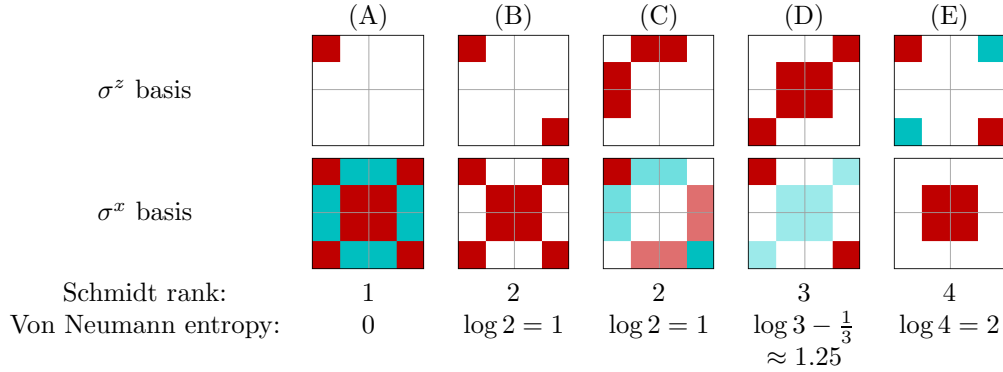 (A) (B) (C) (D) (E)
σ^z basis
σ^x basis
Schmidt rank: 1 2 2 3 4
Von Neumann entropy: 0 log 2 = 1 log 2 = 1 log 3 − 1/3 log 4 = 2
≈ 1.25